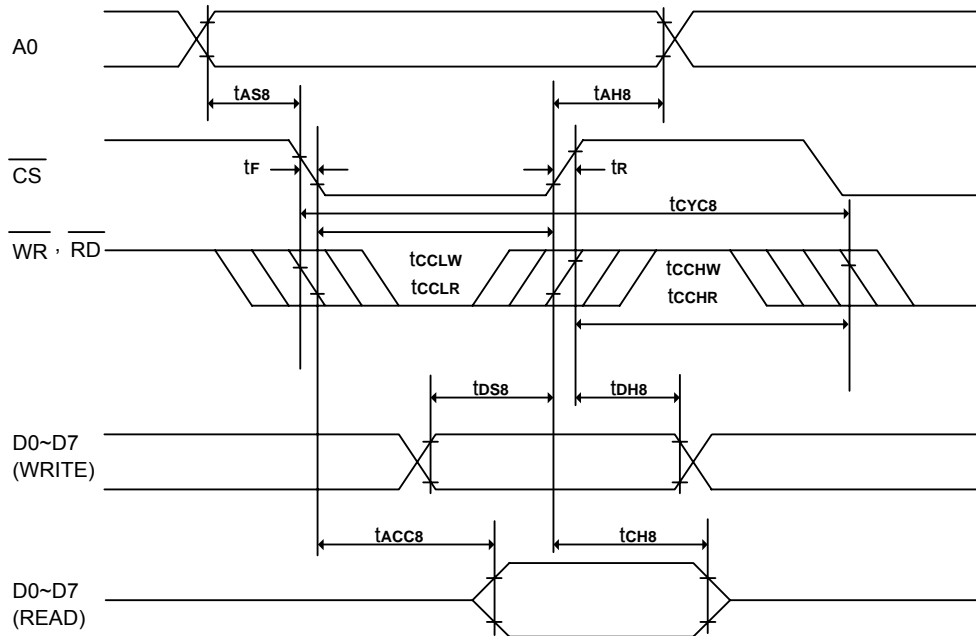 A0
tAS8
tAH8
CS
tF
tR
tCYC8
WR , RD
tCCLW
tCCHW
tCCLR
tCCHR
tDS8
tDH8
D0~D7
(WRITE)
tACC8
tCH8
D0~D7
(READ)